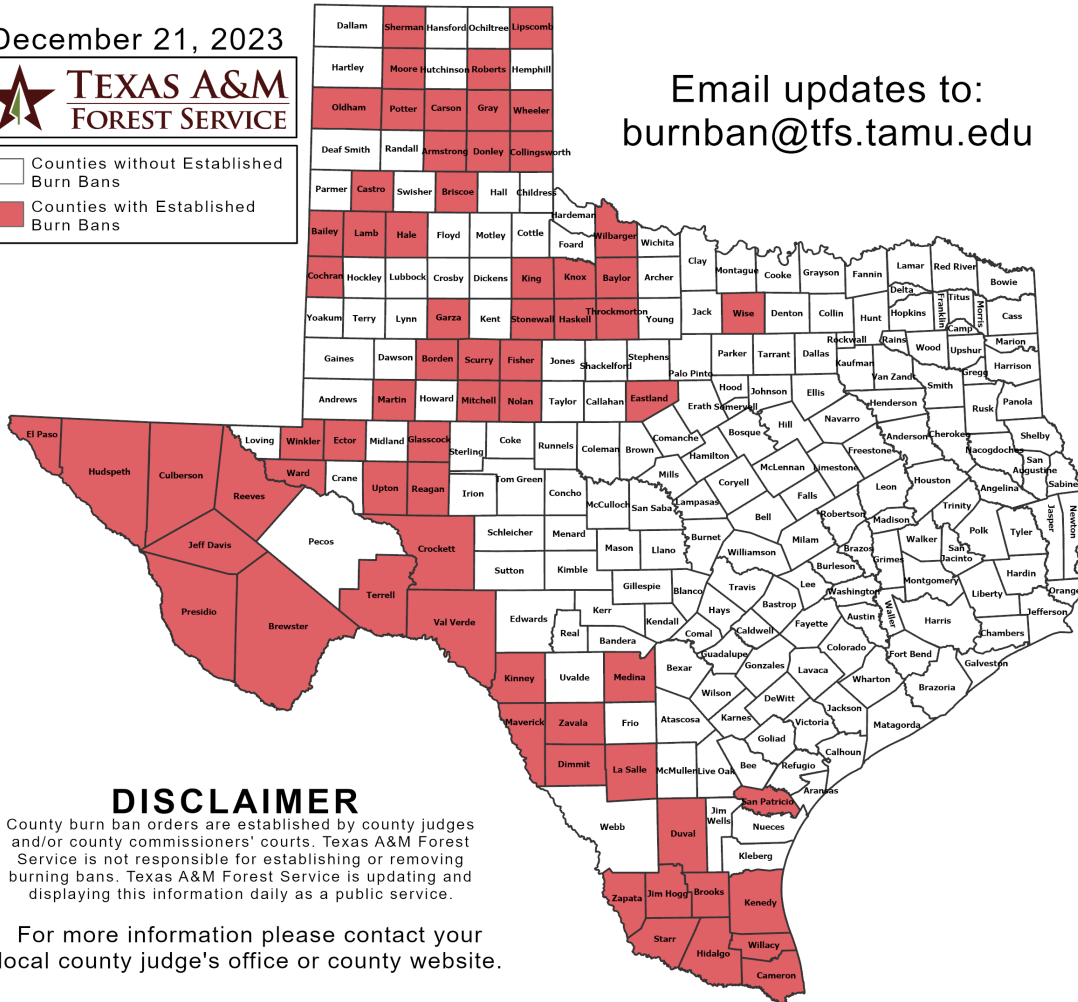 December 21, 2023
TEXAS A&M
FOREST SERVICE
Counties without Established
Burn Bans
Counties with Established
Burn Bans
Email updates to:
burnban@tfs.tamu.edu
Dallam Sherman Hansford Ochiltree Lipscomb
Hartley Moore Hutchinson Roberts Hemphill
Oldham Potter Carson Gray Wheeler
Deaf Smith Randall Armstrong Donley Collingsworth
Parmer Castro Swisher Briscoe Hall Childress
Hardeman
Bailey Lamb Hale Floyd Motley Cottle Foard Wilbarger Wichita
Clay Montague Cooke Grayson Fannin Lamar Red River Bowie
Cochran Hockley Lubbock Crosby Dickens King Knox Baylor Archer
Delta Franklin Titus Morris Cass
Yoakum Terry Lynn Garza Kent Stonewall Haskell Throckmorton Young Jack Wise Denton Collin Hunt Hopkins Camp
Rockwall Rains Wood Upshur Marion
Gaines Dawson Borden Scurry Fisher Jones Shackelford Stephens Palo Pinto Parker Tarrant Dallas Kaufman Van Zandt Smith Gregg Harrison
Andrews Martin Howard Mitchell Nolan Taylor Callahan Eastland Erath Hood Somervell Johnson Ellis Henderson Rusk Panola
El Paso Hudspeth Culberson Reeves Loving Winkler Ector Midland Glasscock Sterling Coke Runnels Coleman Brown Comanche Hamilton Bosque Hill Navarro Freestone Anderson Cherokee Nacogdoches Shelby
San
Augustine
Sabine
Ward Crane Upton Reagan Irion Tom Green Concho McCulloch San Saba Mills Lampasas Coryell McLennan Limestone Falls Leon Houston Angelina Trinity
Jeff Davis Pecos Crockett Schleicher Menard Mason Llano Burnet Bell Milam Robertson Madison Walker Polk Tyler Jasper Newton
San
Jacinto
Presidio Brewster Terrell Val Verde Sutton Kimble Gillespie Blanco Williamson Travis Burleson Brazos Grimes Montgomery Liberty Hardin Orange
Edwards Real Kerr Bandera Kendall Comal Hays Caldwell Bastrop Lee Washington Fayette Austin Waller Harris Chambers Jefferson
Kinney Uvalde Medina Bexar Guadalupe Gonzales Lavaca Colorado Wharton Fort Bend Brazoria Galveston
Maverick Zavala Frio Atascosa Wilson Karnes DeWitt Victoria Jackson Matagorda
Dimmit La Salle McMullen Live Oak Bee Goliad Refugio Calhoun
Aransas
Webb Duval
Jim
Wells
San Patricio
Nueces
Kleberg
Zapata Jim Hogg Brooks Kenedy
Starr Hidalgo Willacy
Cameron
DISCLAIMER
County burn ban orders are established by county judges
and/or county commissioners' courts. Texas A&M Forest
Service is not responsible for establishing or removing
burning bans. Texas A&M Forest Service is updating and
displaying this information daily as a public service.
For more information please contact your
local county judge's office or county website.